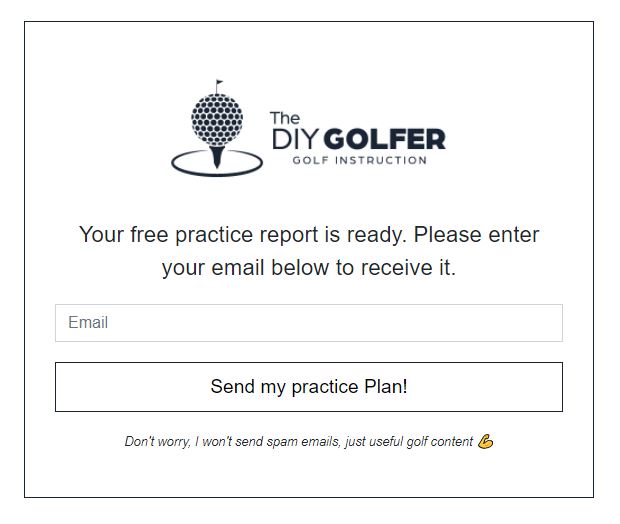 The
DIY GOLFER
GOLF INSTRUCTION
Your free practice report is ready. Please enter
your email below to receive it.
Email
Send my practice Plan!
Don't worry, I won't send spam emails, just useful golf content 💪